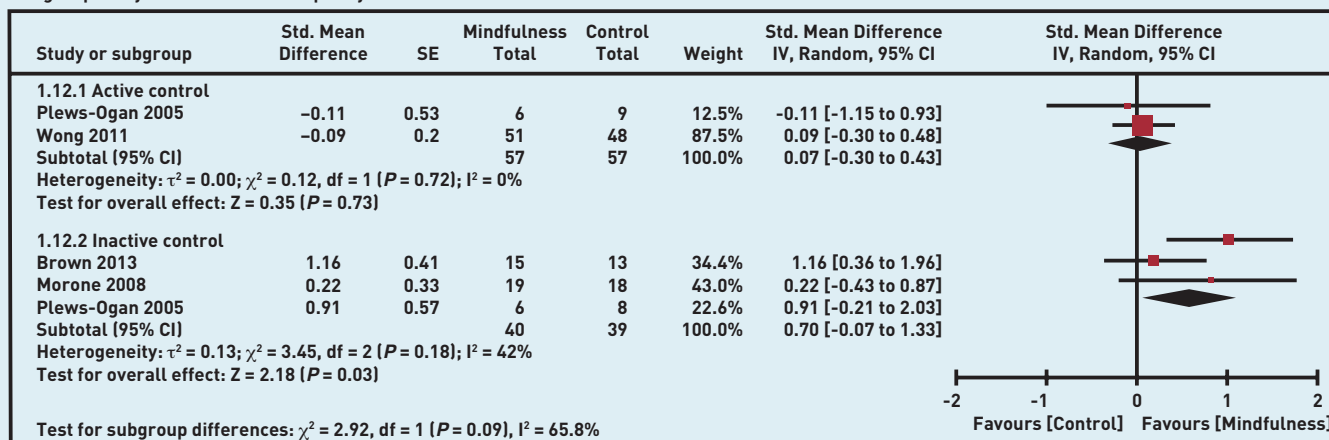 Std. Mean Mindfulness Control Std. Mean Difference Std. Mean Difference
Study or subgroup Difference SE Total Total Weight IV, Random, 95% CI IV, Random, 95% CI
1.12.1 Active control
Plews-Ogan 2005 −0.11 0.53 6 9 12.5% -0.11 [-1.15 to 0.93]
Wong 2011 −0.09 0.2 51 48 87.5% 0.09 [-0.30 to 0.48]
Subtotal (95% CI) 57 57 100.0% 0.07 [-0.30 to 0.43]
Heterogeneity: τ² = 0.00; χ² = 0.12, df = 1 (P = 0.72); I² = 0%
Test for overall effect: Z = 0.35 (P = 0.73)
1.12.2 Inactive control
Brown 2013 1.16 0.41 15 13 34.4% 1.16 [0.36 to 1.96]
Morone 2008 0.22 0.33 19 18 43.0% 0.22 [-0.43 to 0.87]
Plews-Ogan 2005 0.91 0.57 6 8 22.6% 0.91 [-0.21 to 2.03]
Subtotal (95% CI) 40 39 100.0% 0.70 [-0.07 to 1.33]
Heterogeneity: τ² = 0.13; χ² = 3.45, df = 2 (P = 0.18); I² = 42%
Test for overall effect: Z = 2.18 (P = 0.03)
-2 -1 0 1 2
Test for subgroup differences: χ² = 2.92, df = 1 (P = 0.09), I² = 65.8% Favours [Control] Favours [Mindfulness]